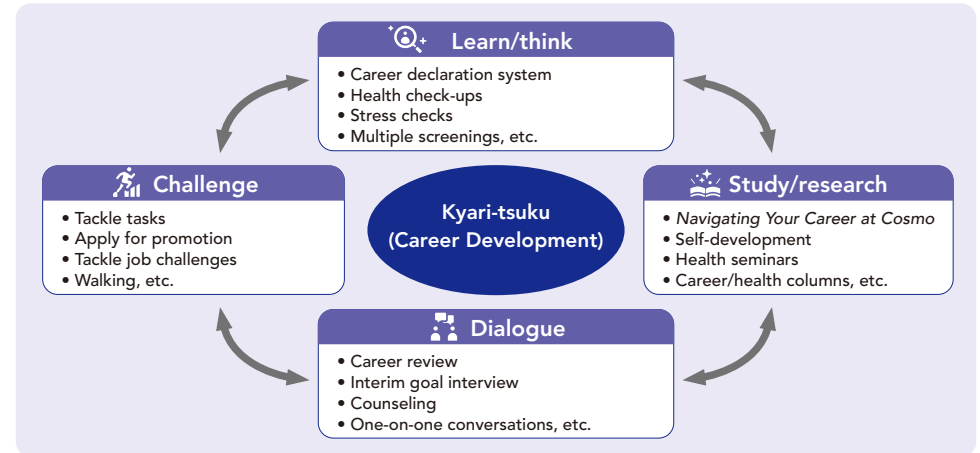 Learn/think
• Career declaration system
• Health check-ups
• Stress checks
• Multiple screenings, etc.
Challenge
• Tackle tasks
• Apply for promotion
• Tackle job challenges
• Walking, etc.
Kyari-tsuku
(Career Development)
Study/research
• Navigating Your Career at Cosmo
• Self-development
• Health seminars
• Career/health columns, etc.
Dialogue
• Career review
• Interim goal interview
• Counseling
• One-on-one conversations, etc.